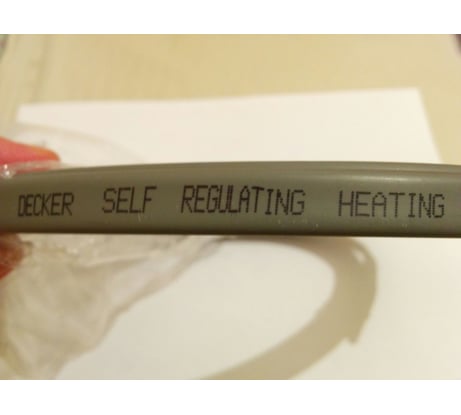 DECKER SELF REGULATING HEATING